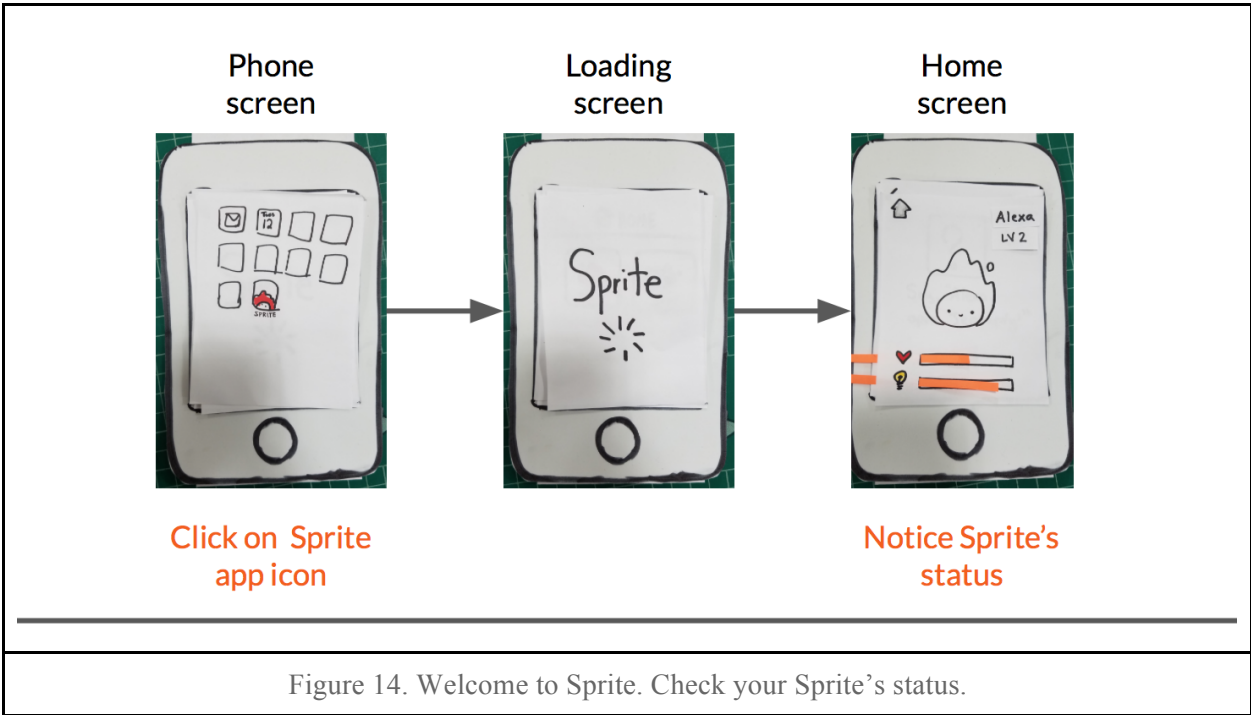 Phone
screen
Loading
screen
Home
screen
Tues
12
SPRITE
Sprite
Alexa
LV 2
Click on Sprite
app icon
Notice Sprite's
status
Figure 14. Welcome to Sprite. Check your Sprite's status.